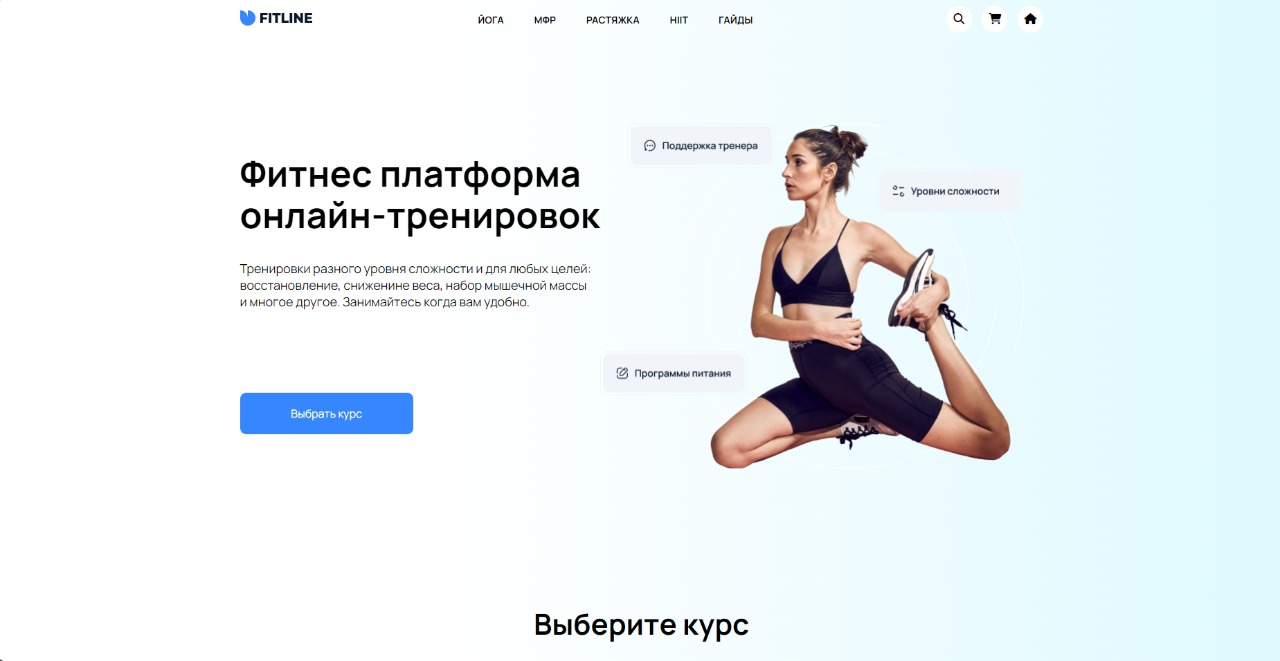 FITLINE
ЙОГА
МФР
РАСТЯЖКА
HIIT
ГАЙДЫ
Поддержка тренера
Уровни сложности
Фитнес платформа
онлайн-тренировок
Тренировки разного уровня сложности и для любых целей:
восстановление, снижениние веса, набор мышечной массы
и многое другое. Занимайтесь когда вам удобно.
Программы питания
Выбрать курс
Выберите курс